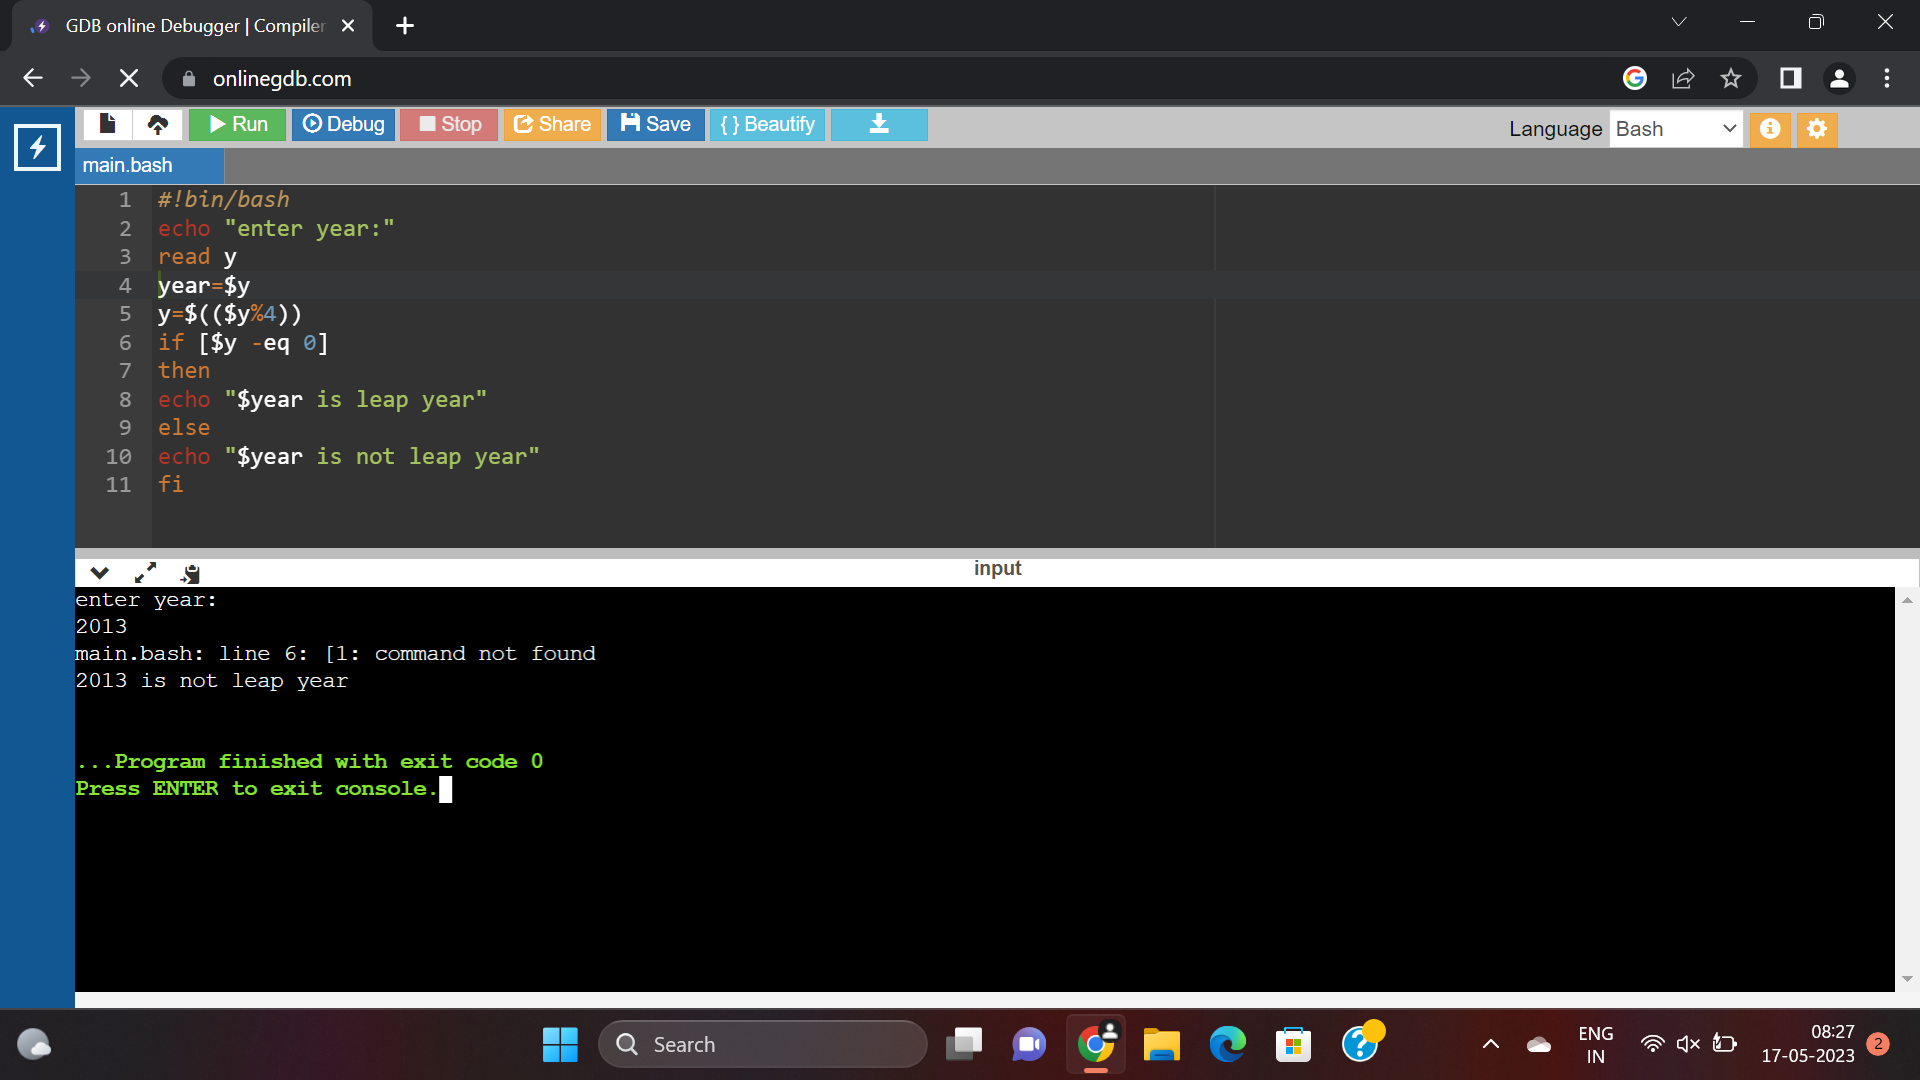 GDB online Debugger | Compiler
onlinegdb.com
Run Debug Stop Share Save { } Beautify
Language Bash
main.bash
1 #!bin/bash
2 echo "enter year:"
3 read y
4 year=$y
5 y=$(($y%4))
6 if [$y -eq 0]
7 then
8 echo "$year is leap year"
9 else
10 echo "$year is not leap year"
11 fi
input
enter year:
2013
main.bash: line 6: [1: command not found
2013 is not leap year
...Program finished with exit code 0
Press ENTER to exit console.
Search
ENG
IN
08:27
17-05-2023
2